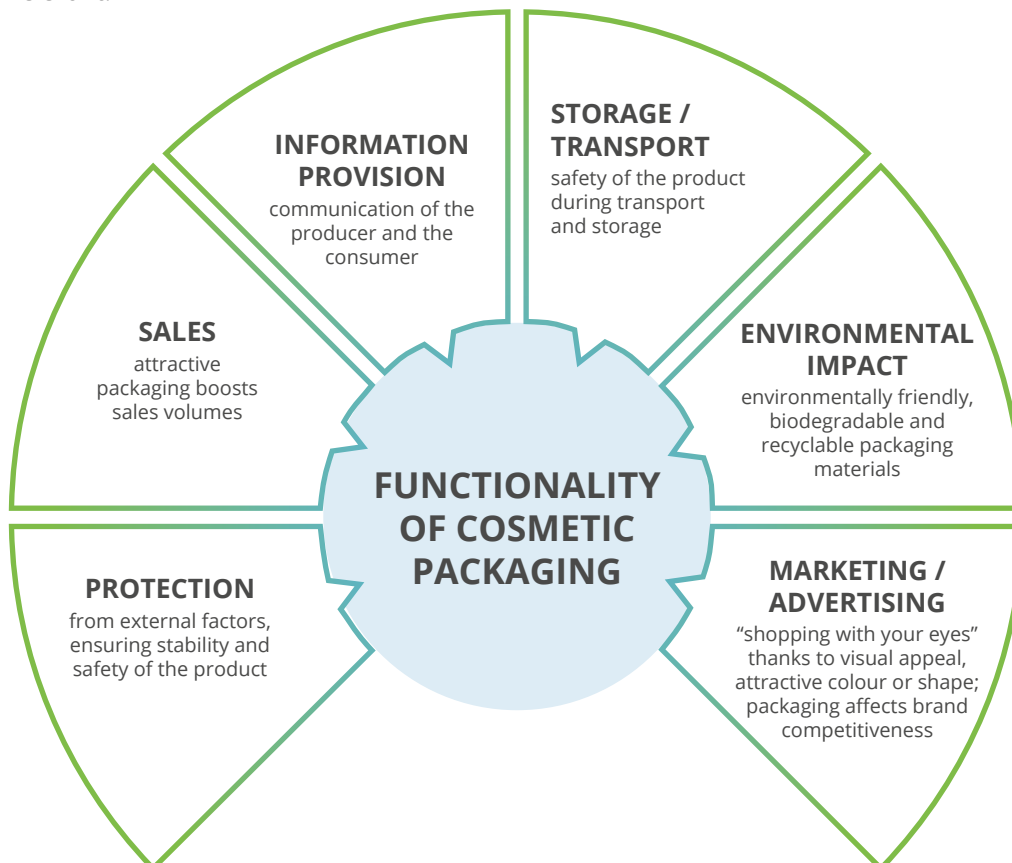 INFORMATION
PROVISION
communication of the
producer and the
consumer
STORAGE /
TRANSPORT
safety of the product
during transport
and storage
SALES
attractive
packaging boosts
sales volumes
ENVIRONMENTAL
IMPACT
environmentally friendly,
biodegradable and
recyclable packaging
materials
FUNCTIONALITY
OF COSMETIC
PACKAGING
PROTECTION
from external factors,
ensuring stability and
safety of the product
MARKETING /
ADVERTISING
“shopping with your eyes”
thanks to visual appeal,
attractive colour or shape;
packaging affects brand
competitiveness